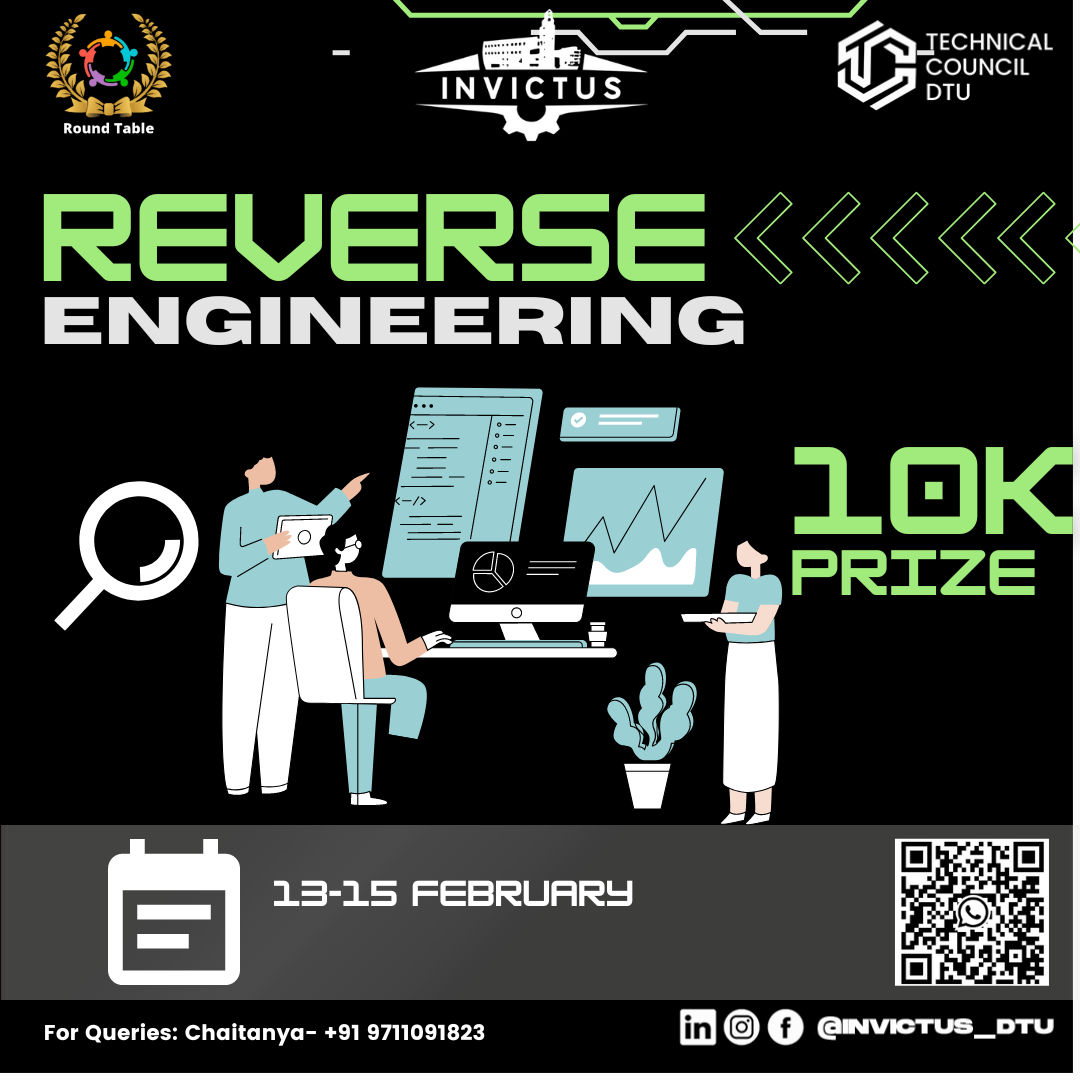 Round Table
INVICTUS
TECHNICAL
COUNCIL
DTU
REVERSE
ENGINEERING
10K
PRIZE
13-15 FEBRUARY
For Queries: Chaitanya- +91 9711091823
@INVICTUS_DTU